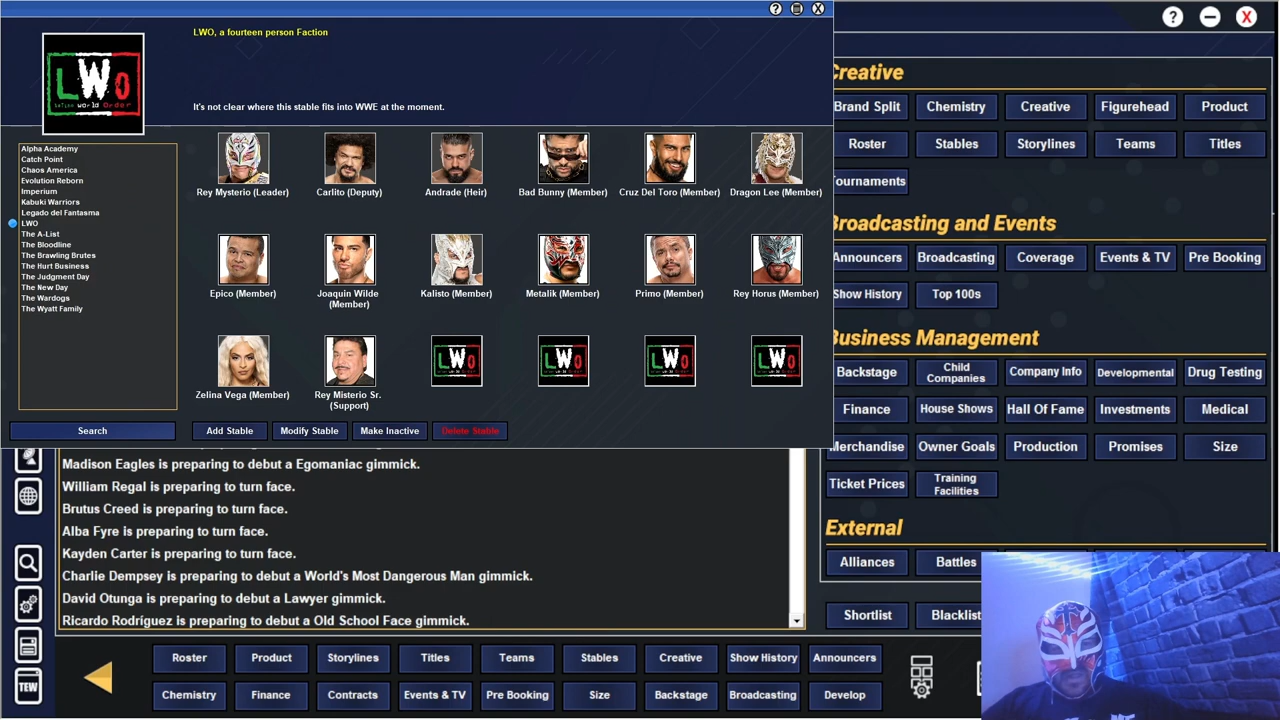 LWO, a fourteen person Faction
It's not clear where this stable fits into WWE at the moment.
LWO
Latino World Order
Alpha Academy
Catch Point
Chaos America
Evolution Reborn
Imperium
Kabuki Warriors
Legado del Fantasma
LWO
The A-List
The Bloodline
The Brawling Brutes
The Hurt Business
The Judgment Day
The New Day
The Wardogs
The Wyatt Family
Rey Mysterio (Leader)
Carlito (Deputy)
Andrade (Heir)
Bad Bunny (Member)
Cruz Del Toro (Member)
Dragon Lee (Member)
Epico (Member)
Joaquin Wilde
(Member)
Kalisto (Member)
Metalik (Member)
Primo (Member)
Rey Horus (Member)
Zelina Vega (Member)
Rey Misterio Sr.
(Support)
LWO
LWO
LWO
LWO
Search
Add Stable
Modify Stable
Make Inactive
Delete Stable
Madison Eagles is preparing to debut a Egomaniac gimmick.
William Regal is preparing to turn face.
Brutus Creed is preparing to turn face.
Alba Fyre is preparing to turn face.
Kayden Carter is preparing to turn face.
Charlie Dempsey is preparing to debut a World's Most Dangerous Man gimmick.
David Otunga is preparing to debut a Lawyer gimmick.
Ricardo Rodríguez is preparing to debut a Old School Face gimmick.
Creative
Brand Split
Chemistry
Creative
Figurehead
Product
Roster
Stables
Storylines
Teams
Titles
Tournaments
Broadcasting and Events
Announcers
Broadcasting
Coverage
Events & TV
Pre Booking
Show History
Top 100s
Business Management
Backstage
Child
Companies
Company Info
Developmental
Drug Testing
Finance
House Shows
Hall Of Fame
Investments
Medical
Merchandise
Owner Goals
Production
Promises
Size
Ticket Prices
Training
Facilities
External
Alliances
Battles
Shortlist
Blacklist
TEW
Roster
Product
Storylines
Titles
Teams
Stables
Creative
Show History
Announcers
Chemistry
Finance
Contracts
Events & TV
Pre Booking
Size
Backstage
Broadcasting
Develop